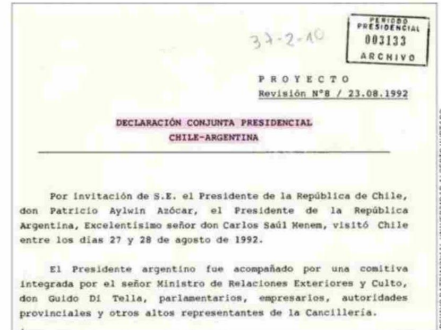 37-2-10
PERIODO
PRESIDENCIAL
003133
ARCHIVO
P R O Y E C T O
Revisión N°8 / 23.08.1992
DECLARACIÓN CONJUNTA PRESIDENCIAL
CHILE-ARGENTINA
Por invitación de S.E. el Presidente de la República de Chile,
don Patricio Aylwin Azócar, el Presidente de la República
Argentina, Excelentísimo señor don Carlos Saúl Menem, visitó Chile
entre los días 27 y 28 de agosto de 1992.
El Presidente argentino fue acompañado por una comitiva
integrada por el señor Ministro de Relaciones Exteriores y Culto,
don Guido Di Tella, parlamentarios, empresarios, autoridades
provinciales y otros altos representantes de la Cancillería.